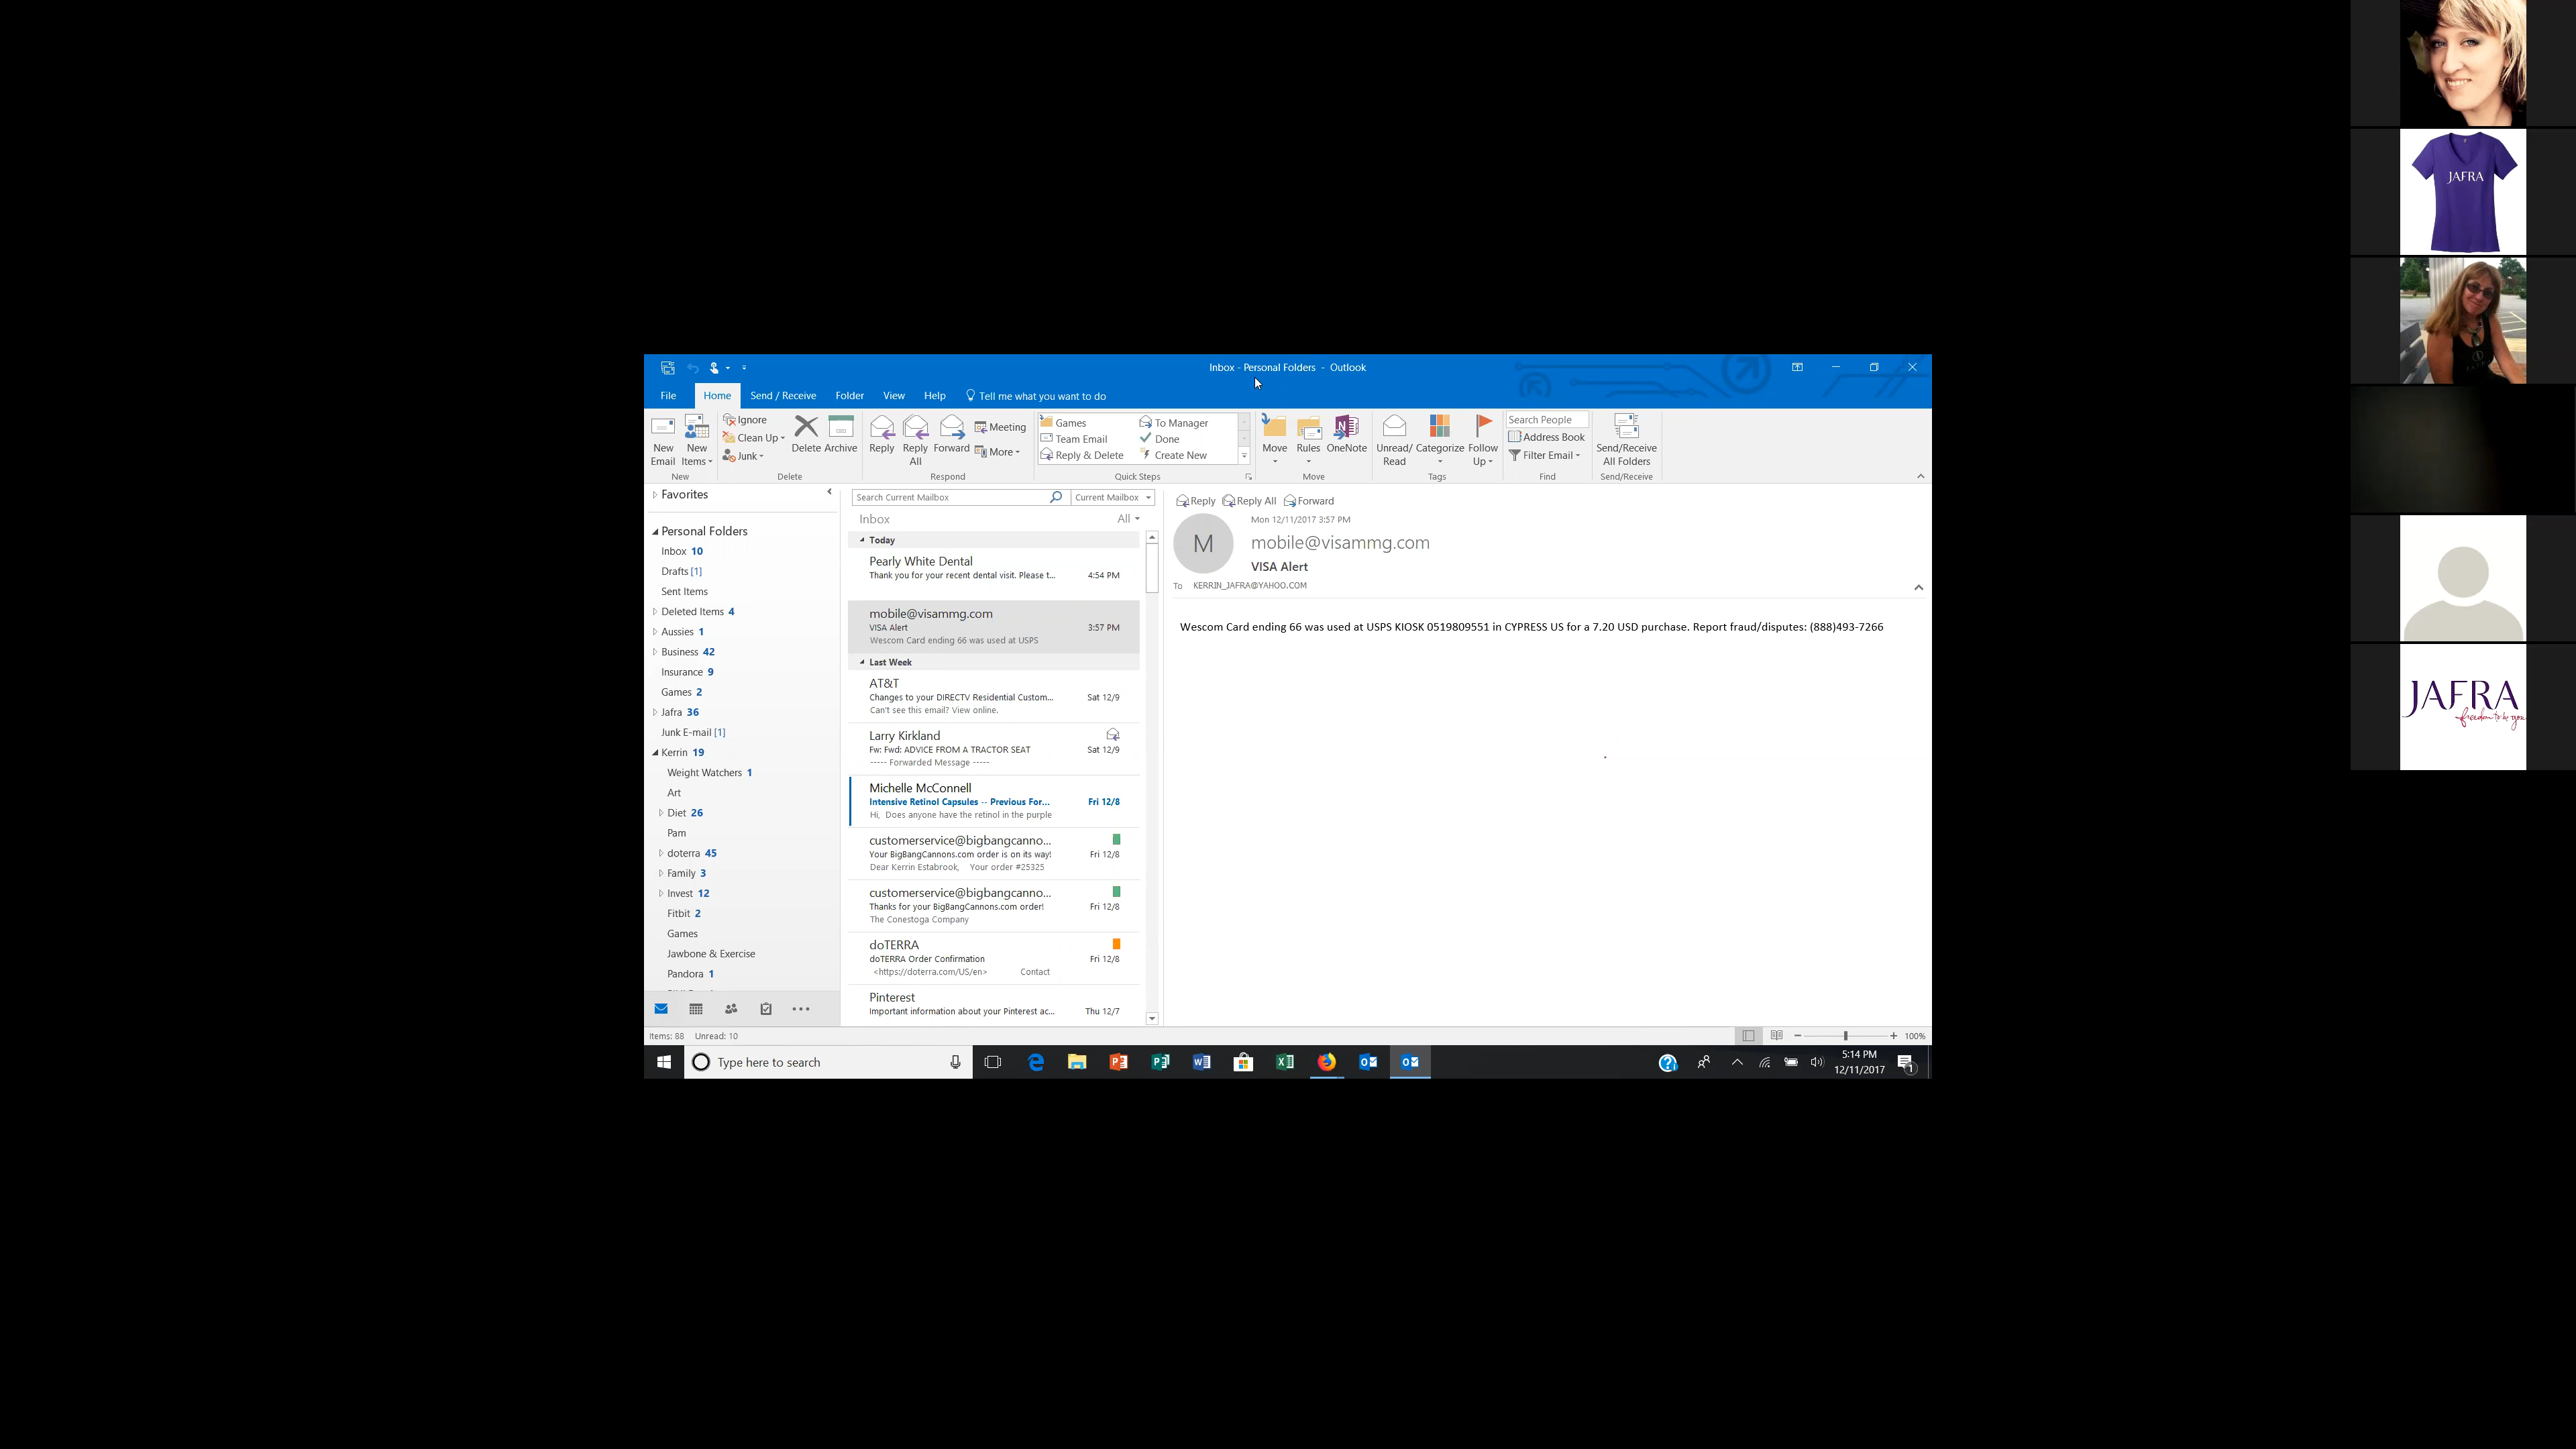 Inbox - Personal Folders - Outlook
File Home Send / Receive Folder View Help Tell me what you want to do
New Email
New Items
New
Ignore
Clean Up
Junk
Delete
Archive
Delete
Reply
Reply All
Forward
Meeting
More
Respond
Games
Team Email
Reply & Delete
To Manager
Done
Create New
Quick Steps
Move
Rules
OneNote
Move
Unread/ Read
Categorize
Follow Up
Tags
Search People
Address Book
Filter Email
Find
Send/Receive All Folders
Send/Receive
Favorites
Personal Folders
Inbox 10
Drafts [1]
Sent Items
Deleted Items 4
Aussies 1
Business 42
Insurance 9
Games 2
Jafra 36
Junk E-mail [1]
Kerrin 19
Weight Watchers 1
Art
Diet 26
Pam
doterra 45
Family 3
Invest 12
Fitbit 2
Games
Jawbone & Exercise
Pandora 1
Search Current Mailbox
Current Mailbox
Inbox
All
Today
Pearly White Dental
Thank you for your recent dental visit. Please t... 4:54 PM
mobile@visammg.com
VISA Alert 3:57 PM
Wescom Card ending 66 was used at USPS
Last Week
AT&T
Changes to your DIRECTV Residential Custom... Sat 12/9
Can't see this email? View online.
Larry Kirkland
Fw: Fwd: ADVICE FROM A TRACTOR SEAT Sat 12/9
----- Forwarded Message -----
Michelle McConnell
Intensive Retinol Capsules -- Previous For... Fri 12/8
Hi, Does anyone have the retinol in the purple
customerservice@bigbangcanno...
Your BigBangCannons.com order is on its way! Fri 12/8
Dear Kerrin Estabrook, Your order #25325
customerservice@bigbangcanno...
Thanks for your BigBangCannons.com order! Fri 12/8
The Conestoga Company
doTERRA
doTERRA Order Confirmation Fri 12/8
<https://doterra.com/US/en> Contact
Pinterest
Important information about your Pinterest ac... Thu 12/7
Reply Reply All Forward
Mon 12/11/2017 3:57 PM
M
mobile@visammg.com
VISA Alert
To KERRIN_JAFRA@YAHOO.COM
Wescom Card ending 66 was used at USPS KIOSK 0519809551 in CYPRESS US for a 7.20 USD purchase. Report fraud/disputes: (888)493-7266
Items: 88 Unread: 10
100%
Type here to search
5:14 PM
12/11/2017
1
JAFRA
JAFRA
freedom to be you